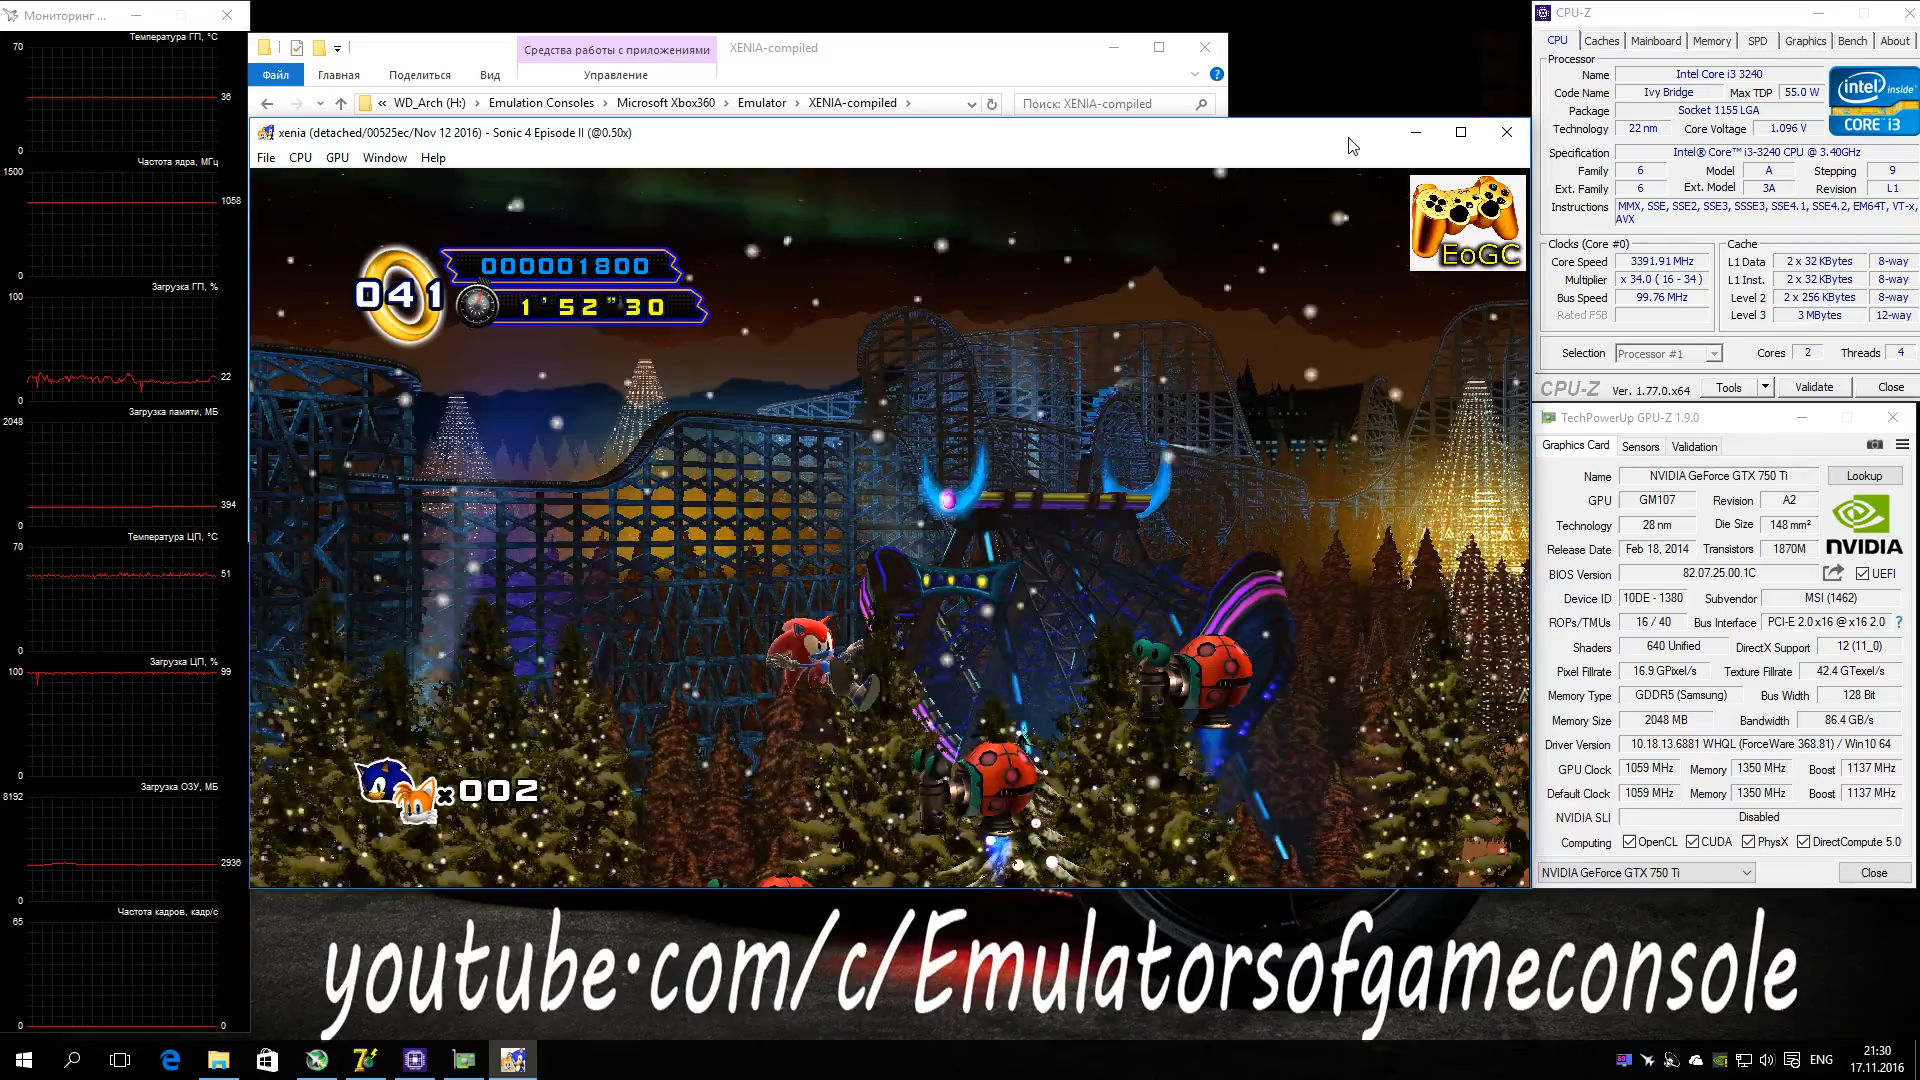 Мониторинг ...
Температура ГП, °C
70
36
0
Частота ядра, МГц
1500
1058
0
Загрузка ГП, %
100
22
0
Загрузка памяти, МБ
2048
394
0
Температура ЦП, °C
70
51
0
Загрузка ЦП, %
100
99
0
Загрузка ОЗУ, МБ
8192
2936
0
Частота кадров, кадр/с
65
0
0
Средства работы с приложениями
XENIA-compiled
Файл
Главная
Поделиться
Вид
Управление
« WD_Arch (H:) › Emulation Consoles › Microsoft Xbox360 › Emulator › XENIA-compiled ›
Поиск: XENIA-compiled
xenia (detached/00525ec/Nov 12 2016) - Sonic 4 Episode II (@0.50x)
File CPU GPU Window Help
EoGC
041
000001800
1'52"30
x002
CPU-Z
CPU Caches Mainboard Memory SPD Graphics Bench About
Processor
Name Intel Core i3 3240
Code Name Ivy Bridge Max TDP 55.0 W
Package Socket 1155 LGA
Technology 22 nm Core Voltage 1.096 V
intel inside™
CORE i3
Specification Intel® Core™ i3-3240 CPU @ 3.40GHz
Family 6 Model A Stepping 9
Ext. Family 6 Ext. Model 3A Revision L1
Instructions MMX, SSE, SSE2, SSE3, SSSE3, SSE4.1, SSE4.2, EM64T, VT-x,
AVX
Clocks (Core #0)
Core Speed 3391.91 MHz
Multiplier x 34.0 ( 16 - 34 )
Bus Speed 99.76 MHz
Rated FSB
Cache
L1 Data 2 x 32 KBytes 8-way
L1 Inst. 2 x 32 KBytes 8-way
Level 2 2 x 256 KBytes 8-way
Level 3 3 MBytes 12-way
Selection Processor #1 Cores 2 Threads 4
CPU-Z Ver. 1.77.0.x64 Tools Validate Close
TechPowerUp GPU-Z 1.9.0
Graphics Card Sensors Validation
Name NVIDIA GeForce GTX 750 Ti Lookup
GPU GM107 Revision A2
Technology 28 nm Die Size 148 mm²
Release Date Feb 18, 2014 Transistors 1870M
NVIDIA
BIOS Version 82.07.25.00.1C UEFI
Device ID 10DE - 1380 Subvendor MSI (1462)
ROPs/TMUs 16 / 40 Bus Interface PCI-E 2.0 x16 @ x16 2.0 ?
Shaders 640 Unified DirectX Support 12 (11_0)
Pixel Fillrate 16.9 GPixel/s Texture Fillrate 42.4 GTexel/s
Memory Type GDDR5 (Samsung) Bus Width 128 Bit
Memory Size 2048 MB Bandwidth 86.4 GB/s
Driver Version 10.18.13.6881 WHQL (ForceWare 368.81) / Win10 64
GPU Clock 1059 MHz Memory 1350 MHz Boost 1137 MHz
Default Clock 1059 MHz Memory 1350 MHz Boost 1137 MHz
NVIDIA SLI Disabled
Computing OpenCL CUDA PhysX DirectCompute 5.0
NVIDIA GeForce GTX 750 Ti Close
youtube.com/c/Emulatorsofgameconsole
ENG
21:30
17.11.2016